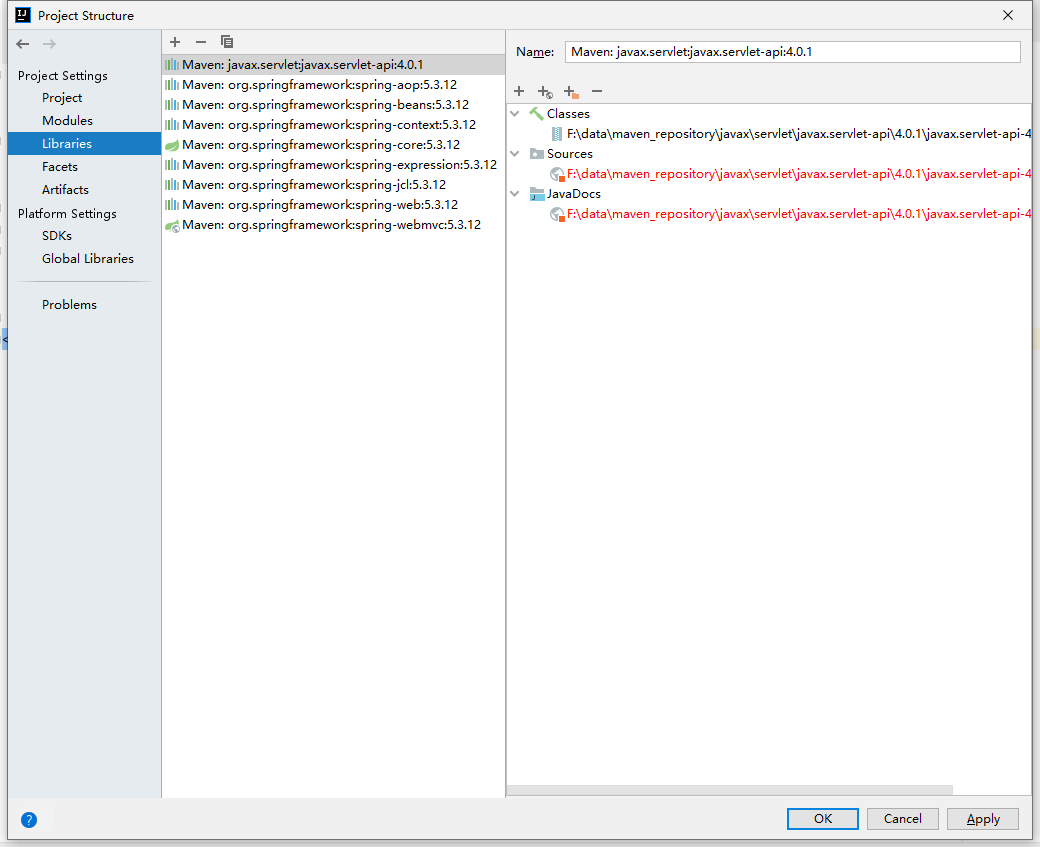 Project Structure
Project Settings
Project
Modules
Libraries
Facets
Artifacts
Platform Settings
SDKs
Global Libraries
Problems
Maven: javax.servlet:javax.servlet-api:4.0.1
Maven: org.springframework:spring-aop:5.3.12
Maven: org.springframework:spring-beans:5.3.12
Maven: org.springframework:spring-context:5.3.12
Maven: org.springframework:spring-core:5.3.12
Maven: org.springframework:spring-expression:5.3.12
Maven: org.springframework:spring-jcl:5.3.12
Maven: org.springframework:spring-web:5.3.12
Maven: org.springframework:spring-webmvc:5.3.12
Name: Maven: javax.servlet:javax.servlet-api:4.0.1
Classes
F:\data\maven_repository\javax\servlet\javax.servlet-api\4.0.1\javax.servlet-api-4
Sources
F:\data\maven_repository\javax\servlet\javax.servlet-api\4.0.1\javax.servlet-api-4
JavaDocs
F:\data\maven_repository\javax\servlet\javax.servlet-api\4.0.1\javax.servlet-api-4
?
OK
Cancel
Apply